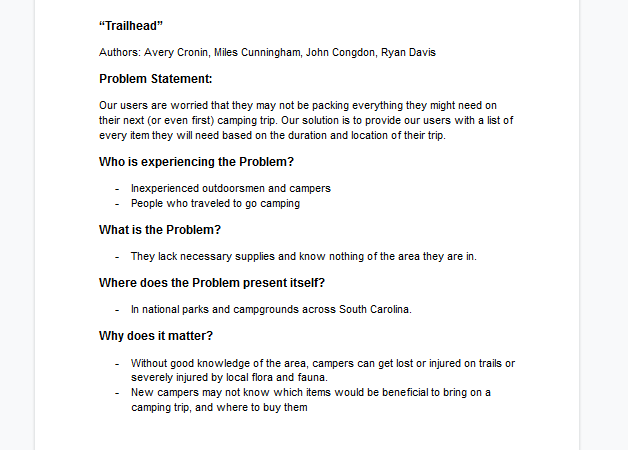 “Trailhead”
Authors: Avery Cronin, Miles Cunningham, John Congdon, Ryan Davis
Problem Statement:
Our users are worried that they may not be packing everything they might need on
their next (or even first) camping trip. Our solution is to provide our users with a list of
every item they will need based on the duration and location of their trip.
Who is experiencing the Problem?
- Inexperienced outdoorsmen and campers
- People who traveled to go camping
What is the Problem?
- They lack necessary supplies and know nothing of the area they are in.
Where does the Problem present itself?
- In national parks and campgrounds across South Carolina.
Why does it matter?
- Without good knowledge of the area, campers can get lost or injured on trails or
severely injured by local flora and fauna.
- New campers may not know which items would be beneficial to bring on a
camping trip, and where to buy them